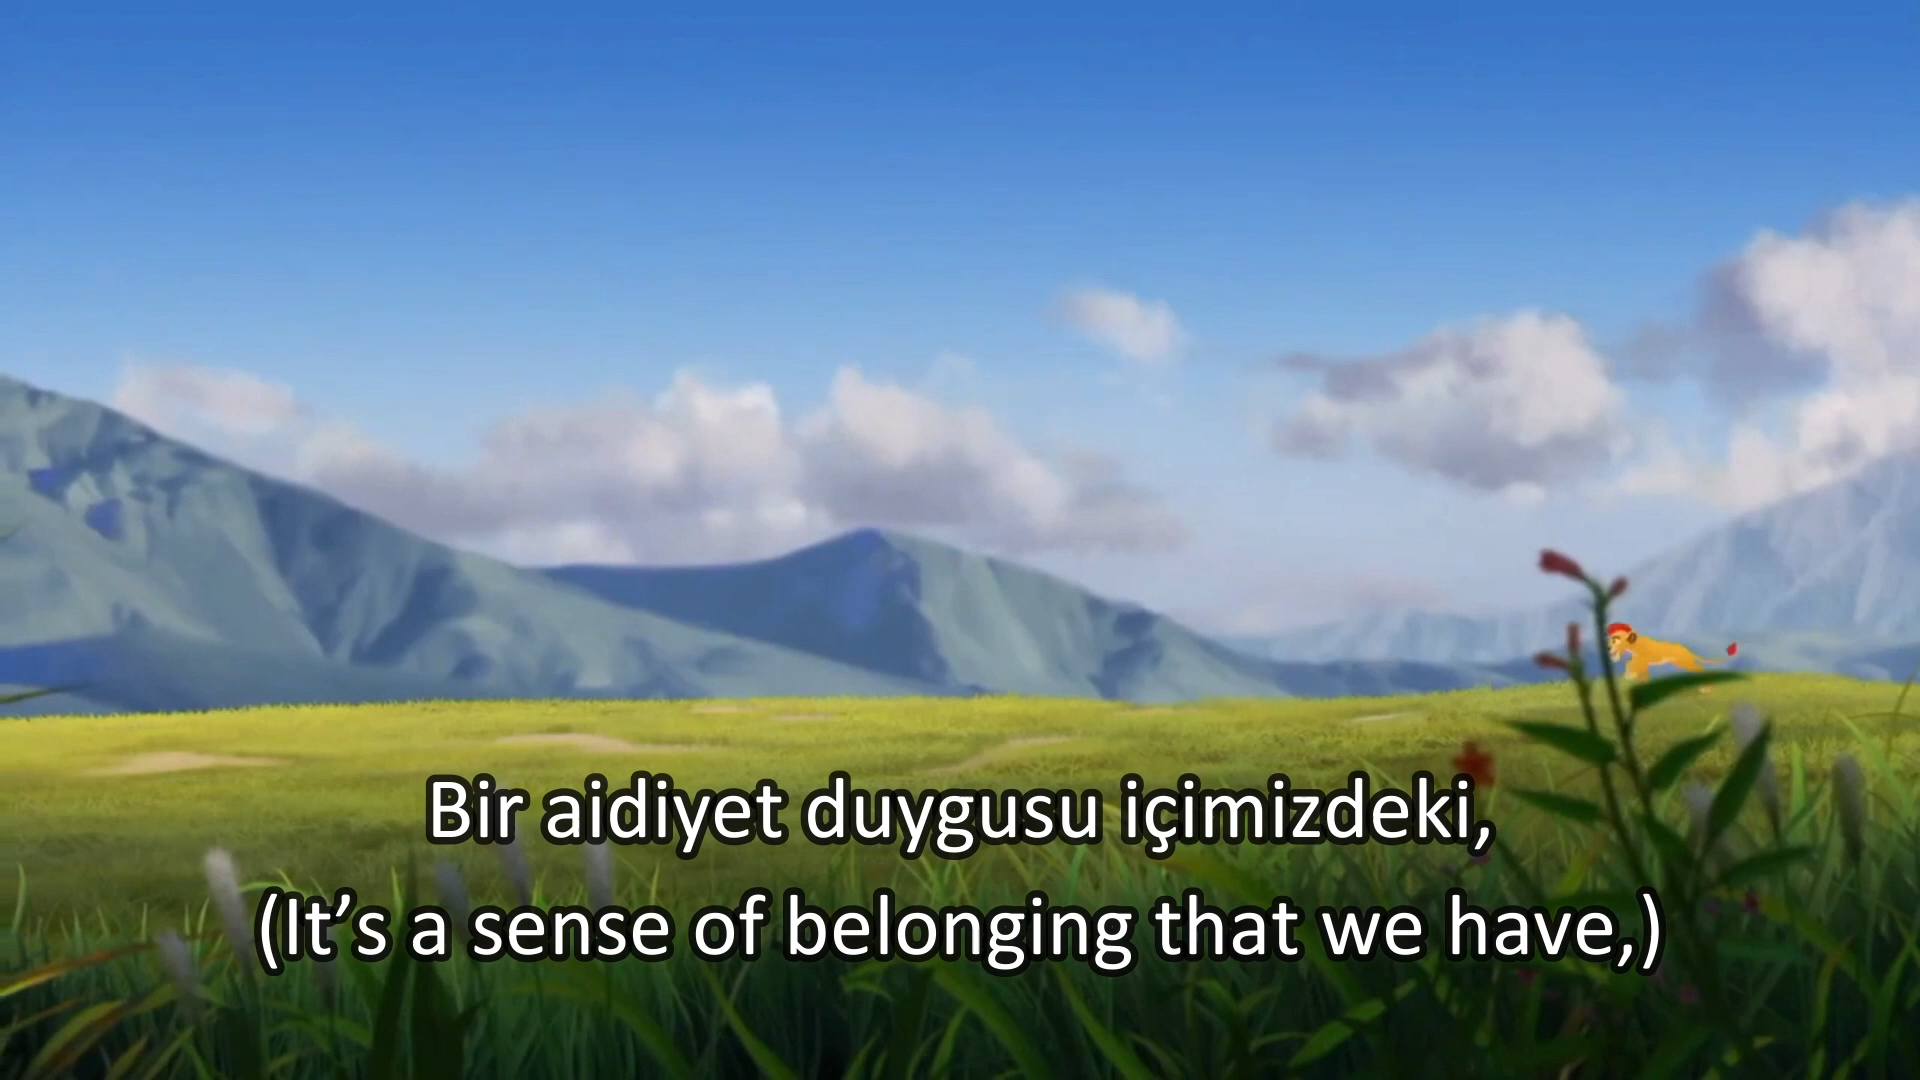 Bir aidiyet duygusu içimizdeki,
(It’s a sense of belonging that we have,)